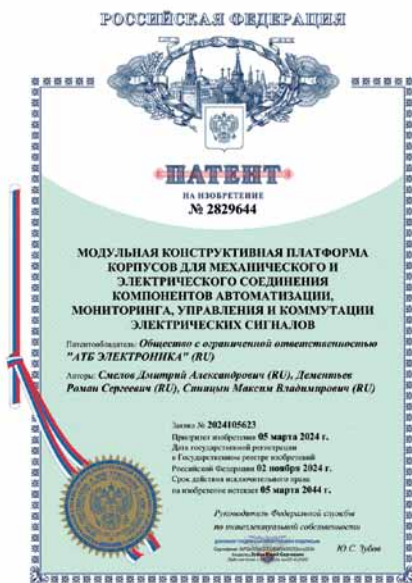 РОССИЙСКАЯ ФЕДЕРАЦИЯ
ПАТЕНТ
НА ИЗОБРЕТЕНИЕ
№ 2829644
МОДУЛЬНАЯ КОНСТРУКТИВНАЯ ПЛАТФОРМА
КОРПУСОВ ДЛЯ МЕХАНИЧЕСКОГО И
ЭЛЕКТРИЧЕСКОГО СОЕДИНЕНИЯ
КОМПОНЕНТОВ АВТОМАТИЗАЦИИ,
МОНИТОРИНГА, УПРАВЛЕНИЯ И КОММУТАЦИИ
ЭЛЕКТРИЧЕСКИХ СИГНАЛОВ
Патентообладатель: Общество с ограниченной ответственностью
"АТБ ЭЛЕКТРОНИКА" (RU)
Авторы: Смелов Дмитрий Александрович (RU), Дементьев
Роман Сергеевич (RU), Синицын Максим Владимирович (RU)
Заявка № 2024105623
Приоритет изобретения 05 марта 2024 г.
Дата государственной регистрации
в Государственном реестре изобретений
Российской Федерации 02 ноября 2024 г.
Срок действия исключительного права
на изобретение истекает 05 марта 2044 г.
Руководитель Федеральной службы
по интеллектуальной собственности
Ю.С. Зубов